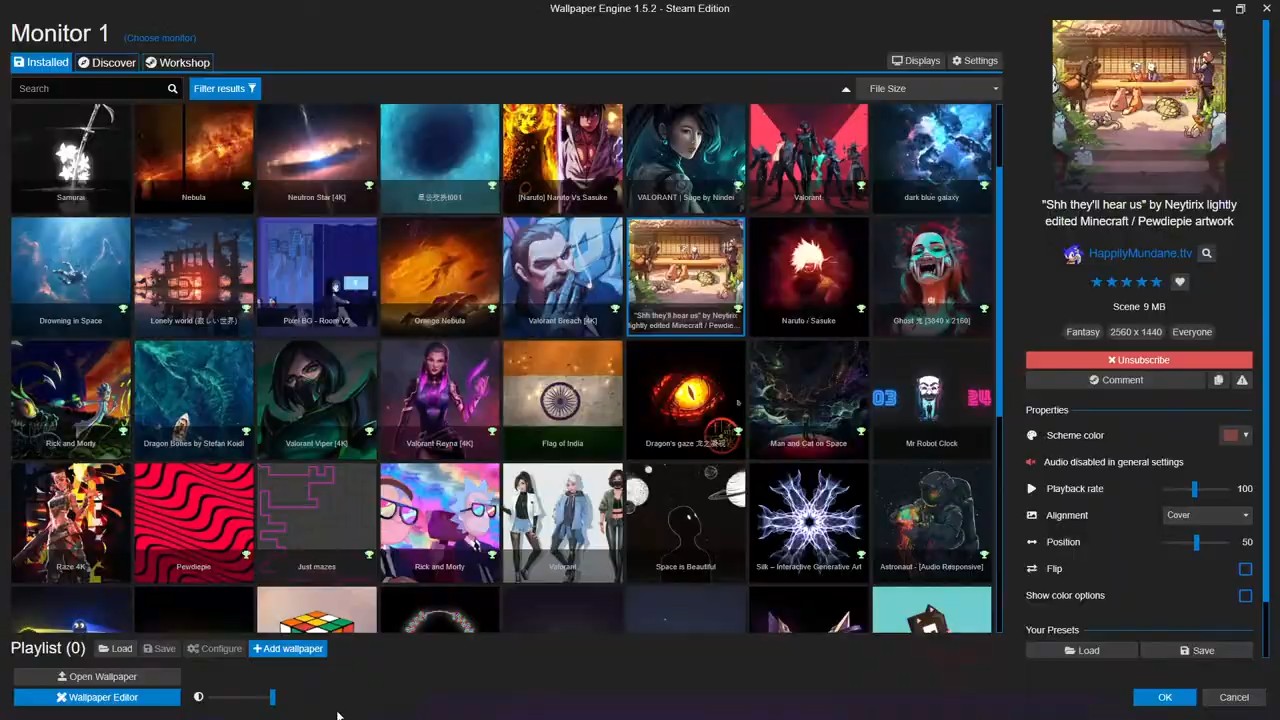 Wallpaper Engine 1.5.2 - Steam Edition
Monitor 1
(Choose monitor)
Installed
Discover
Workshop
Displays
Settings
Search
Filter results
File Size
Samurai
Nebula
Neutron Star [4K]
[Naruto] Naruto Vs Sasuke
VALORANT | Sage by Nindei
Valorant
dark blue galaxy
Drowning in Space
Lonely world (寂しい世界)
Pixel BG - Room V2
Orange Nebula
Valorant Breach [4K]
"Shh they'll hear us" by Neytirix
lightly edited Minecraft / Pewdie...
Naruto / Sasuke
Ghost 鬼 [3840 x 2160]
Rick and Morty
Dragon Bones by Stefan Koidl
Valorant Viper [4K]
Valorant Reyna [4K]
Flag of India
Dragon's gaze
Man and Cat on Space
03
24
Mr Robot Clock
Raze 4K
Pewdiepie
Just mazes
Rick and Morty
Valorant
Space is Beautiful
Silk – Interactive Generative Art
Astronaut - [Audio Responsive]
Playlist (0)
Load
Save
Configure
Add wallpaper
Open Wallpaper
Wallpaper Editor
"Shh they'll hear us" by Neytirix lightly
edited Minecraft / Pewdiepie artwork
HappilyMundane.ttv
Scene 9 MB
Fantasy
2560 x 1440
Everyone
Unsubscribe
Comment
Properties
Scheme color
Audio disabled in general settings
Playback rate
100
Alignment
Cover
Position
50
Flip
Show color options
Your Presets
Load
Save
OK
Cancel